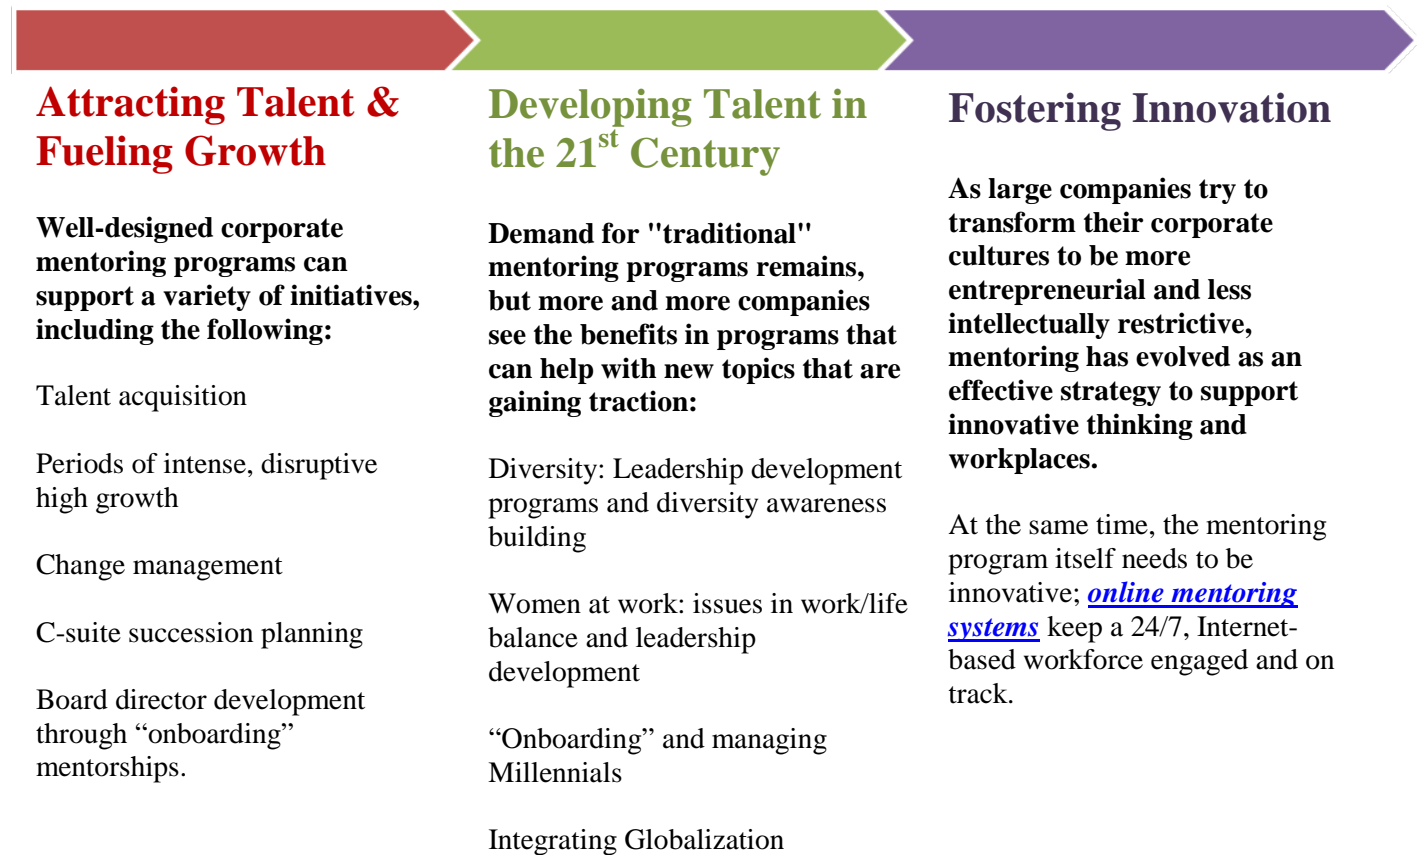 Attracting Talent &
Fueling Growth
Well-designed corporate
mentoring programs can
support a variety of initiatives,
including the following:
Talent acquisition
Periods of intense, disruptive
high growth
Change management
C-suite succession planning
Board director development
through “onboarding”
mentorships.
Developing Talent in
the 21st Century
Demand for "traditional"
mentoring programs remains,
but more and more companies
see the benefits in programs that
can help with new topics that are
gaining traction:
Diversity: Leadership development
programs and diversity awareness
building
Women at work: issues in work/life
balance and leadership
development
“Onboarding” and managing
Millennials
Integrating Globalization
Fostering Innovation
As large companies try to
transform their corporate
cultures to be more
entrepreneurial and less
intellectually restrictive,
mentoring has evolved as an
effective strategy to support
innovative thinking and
workplaces.
At the same time, the mentoring
program itself needs to be
innovative; online mentoring
systems keep a 24/7, Internet-
based workforce engaged and on
track.